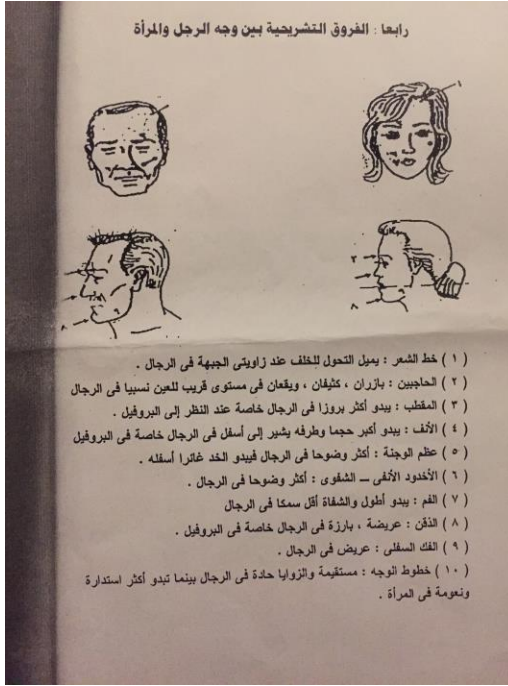 رابعا : الفروق التشريحية بين وجه الرجل والمرأة
١
٢
٨
( ١ ) خط الشعر : يميل التحول للخلف عند زاويتى الجبهة فى الرجال .
( ٢ ) الحاجبين : بازران ، كثيفان ، ويقعان فى مستوى قريب للعين نسبيا فى الرجال
( ٣ ) المقطب : يبدو أكثر بروزا فى الرجال خاصة عند النظر إلى البروفيل .
( ٤ ) الأنف : يبدو أكبر حجما وطرفه يشير إلى أسفل فى الرجال خاصة فى البروفيل
( ٥ ) عظم الوجنة : أكثر وضوحا فى الرجال فيبدو الخد غائرا أسفله .
( ٦ ) الأخدود الأنفى – الشفوى : أكثر وضوحا فى الرجال .
( ٧ ) الفم : يبدو أطول والشفاة أقل سمكا فى الرجال
( ٨ ) الذقن : عريضة ، بارزة فى الرجال خاصة فى البروفيل .
( ٩ ) الفك السفلى : عريض فى الرجال .
( ١٠ ) خطوط الوجه : مستقيمة والزوايا حادة فى الرجال بينما تبدو أكثر استدارة
ونعومة فى المرأة .